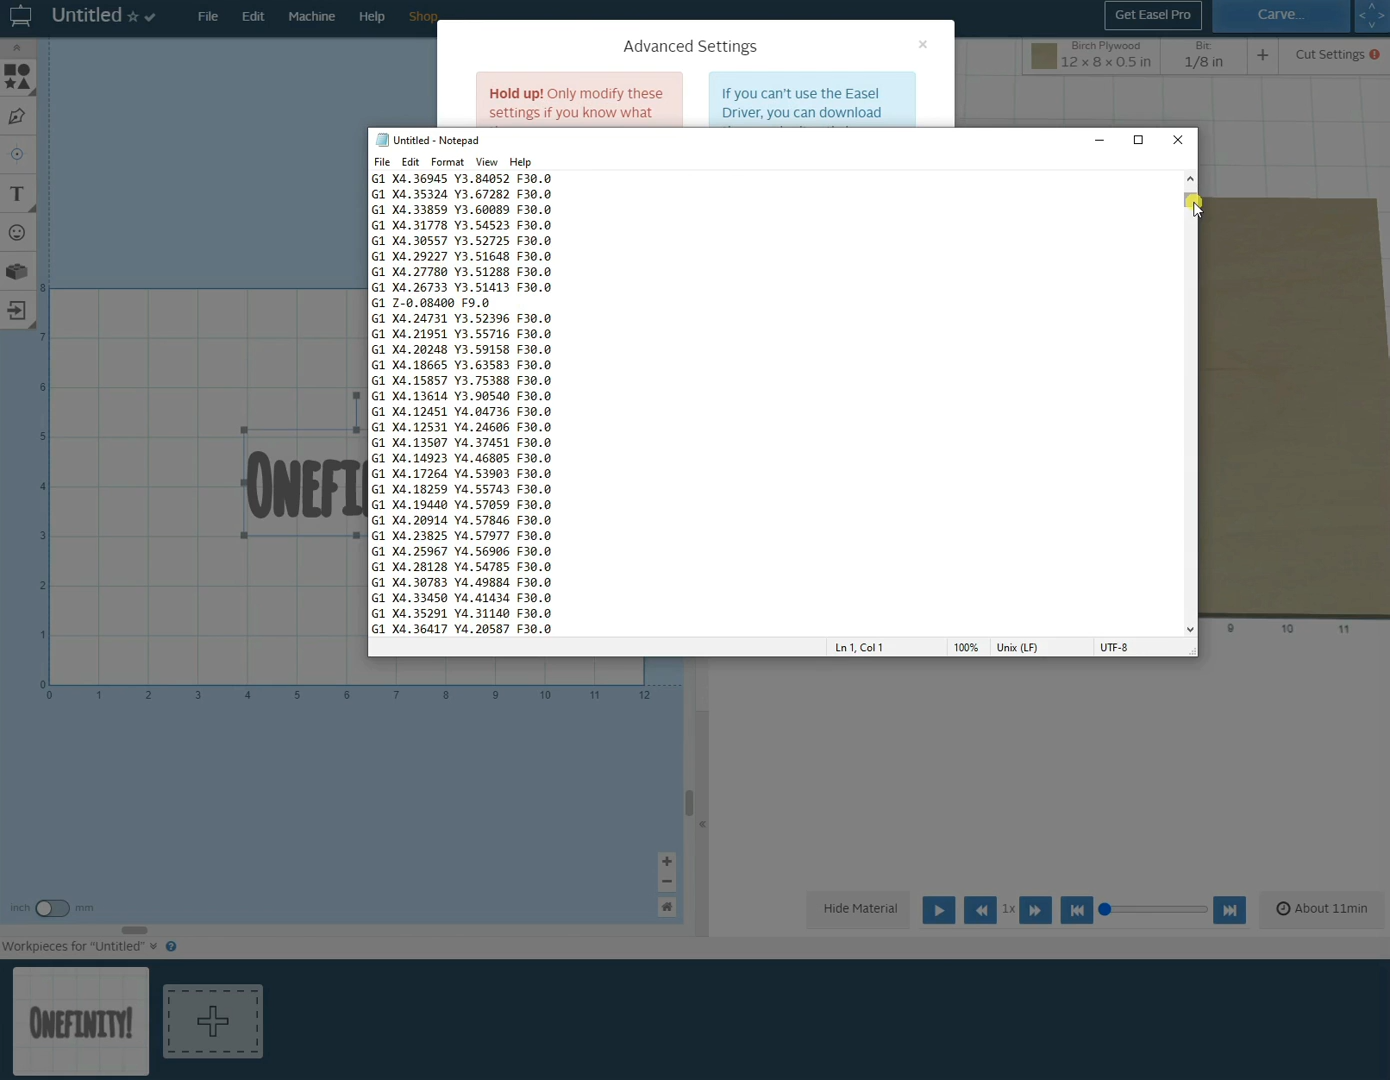 Untitled
File Edit Machine Help Shop
Get Easel Pro
Carve...
Birch Plywood
12 × 8 × 0.5 in
Bit:
1/8 in
Cut Settings
Advanced Settings
Hold up! Only modify these
settings if you know what
If you can't use the Easel
Driver, you can download
Untitled - Notepad
File Edit Format View Help
G1 X4.36945 Y3.84052 F30.0
G1 X4.35324 Y3.67282 F30.0
G1 X4.33859 Y3.60089 F30.0
G1 X4.31778 Y3.54523 F30.0
G1 X4.30557 Y3.52725 F30.0
G1 X4.29227 Y3.51648 F30.0
G1 X4.27780 Y3.51288 F30.0
G1 X4.26733 Y3.51413 F30.0
G1 Z-0.08400 F9.0
G1 X4.24731 Y3.52396 F30.0
G1 X4.21951 Y3.55716 F30.0
G1 X4.20248 Y3.59158 F30.0
G1 X4.18665 Y3.63583 F30.0
G1 X4.15857 Y3.75388 F30.0
G1 X4.13614 Y3.90540 F30.0
G1 X4.12451 Y4.04736 F30.0
G1 X4.12531 Y4.24606 F30.0
G1 X4.13507 Y4.37451 F30.0
G1 X4.14923 Y4.46805 F30.0
G1 X4.17264 Y4.53903 F30.0
G1 X4.18259 Y4.55743 F30.0
G1 X4.19440 Y4.57059 F30.0
G1 X4.20914 Y4.57846 F30.0
G1 X4.23825 Y4.57977 F30.0
G1 X4.25967 Y4.56906 F30.0
G1 X4.28128 Y4.54785 F30.0
G1 X4.30783 Y4.49884 F30.0
G1 X4.33450 Y4.41434 F30.0
G1 X4.35291 Y4.31140 F30.0
G1 X4.36417 Y4.20587 F30.0
Ln 1, Col 1 100% Unix (LF) UTF-8
T
8
7
6
5
4
3
2
1
0
ONEFI
0 1 2 3 4 5 6 7 8 9 10 11 12
9 10 11
inch mm
Hide Material
1x
About 11min
Workpieces for "Untitled"
ONEFINITY!